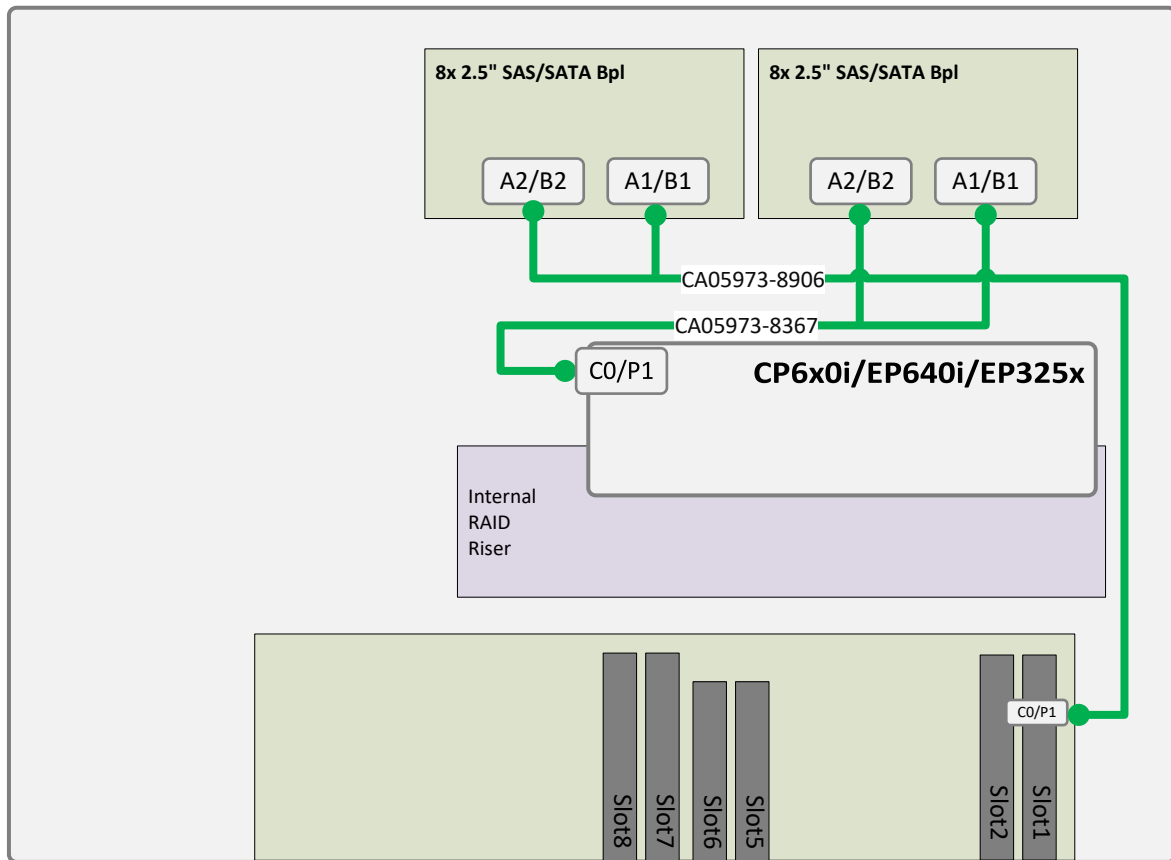 8x 2.5" SAS/SATA Bpl
8x 2.5" SAS/SATA Bpl
A2/B2
A1/B1
A2/B2
A1/B1
CA05973-8906
CA05973-8367
C0/P1
CP6x0i/EP640i/EP325x
Internal
RAID
Riser
C0/P1
Slot8
Slot7
Slot6
Slot5
Slot2
Slot1